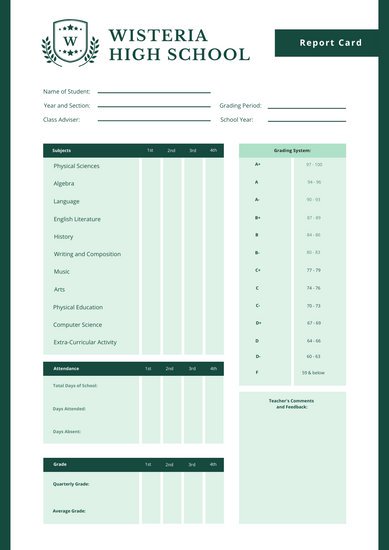 W
WISTERIA
HIGH SCHOOL
Report Card
Name of Student:
Year and Section:
Grading Period:
Class Adviser:
School Year:
Subjects 1st 2nd 3rd 4th
Physical Sciences
Algebra
Language
English Literature
History
Writing and Composition
Music
Arts
Physical Education
Computer Science
Extra-Curricular Activity
Attendance 1st 2nd 3rd 4th
Total Days of School:
Days Attended:
Days Absent:
Grade 1st 2nd 3rd 4th
Quarterly Grade:
Average Grade:
Grading System:
A+ 97 - 100
A 94 - 96
A- 90 - 93
B+ 87 - 89
B 84 - 86
B- 80 - 83
C+ 77 - 79
C 74 - 76
C- 70 - 73
D+ 67 - 69
D 64 - 66
D- 60 - 63
F 59 & below
Teacher's Comments
and Feedback: